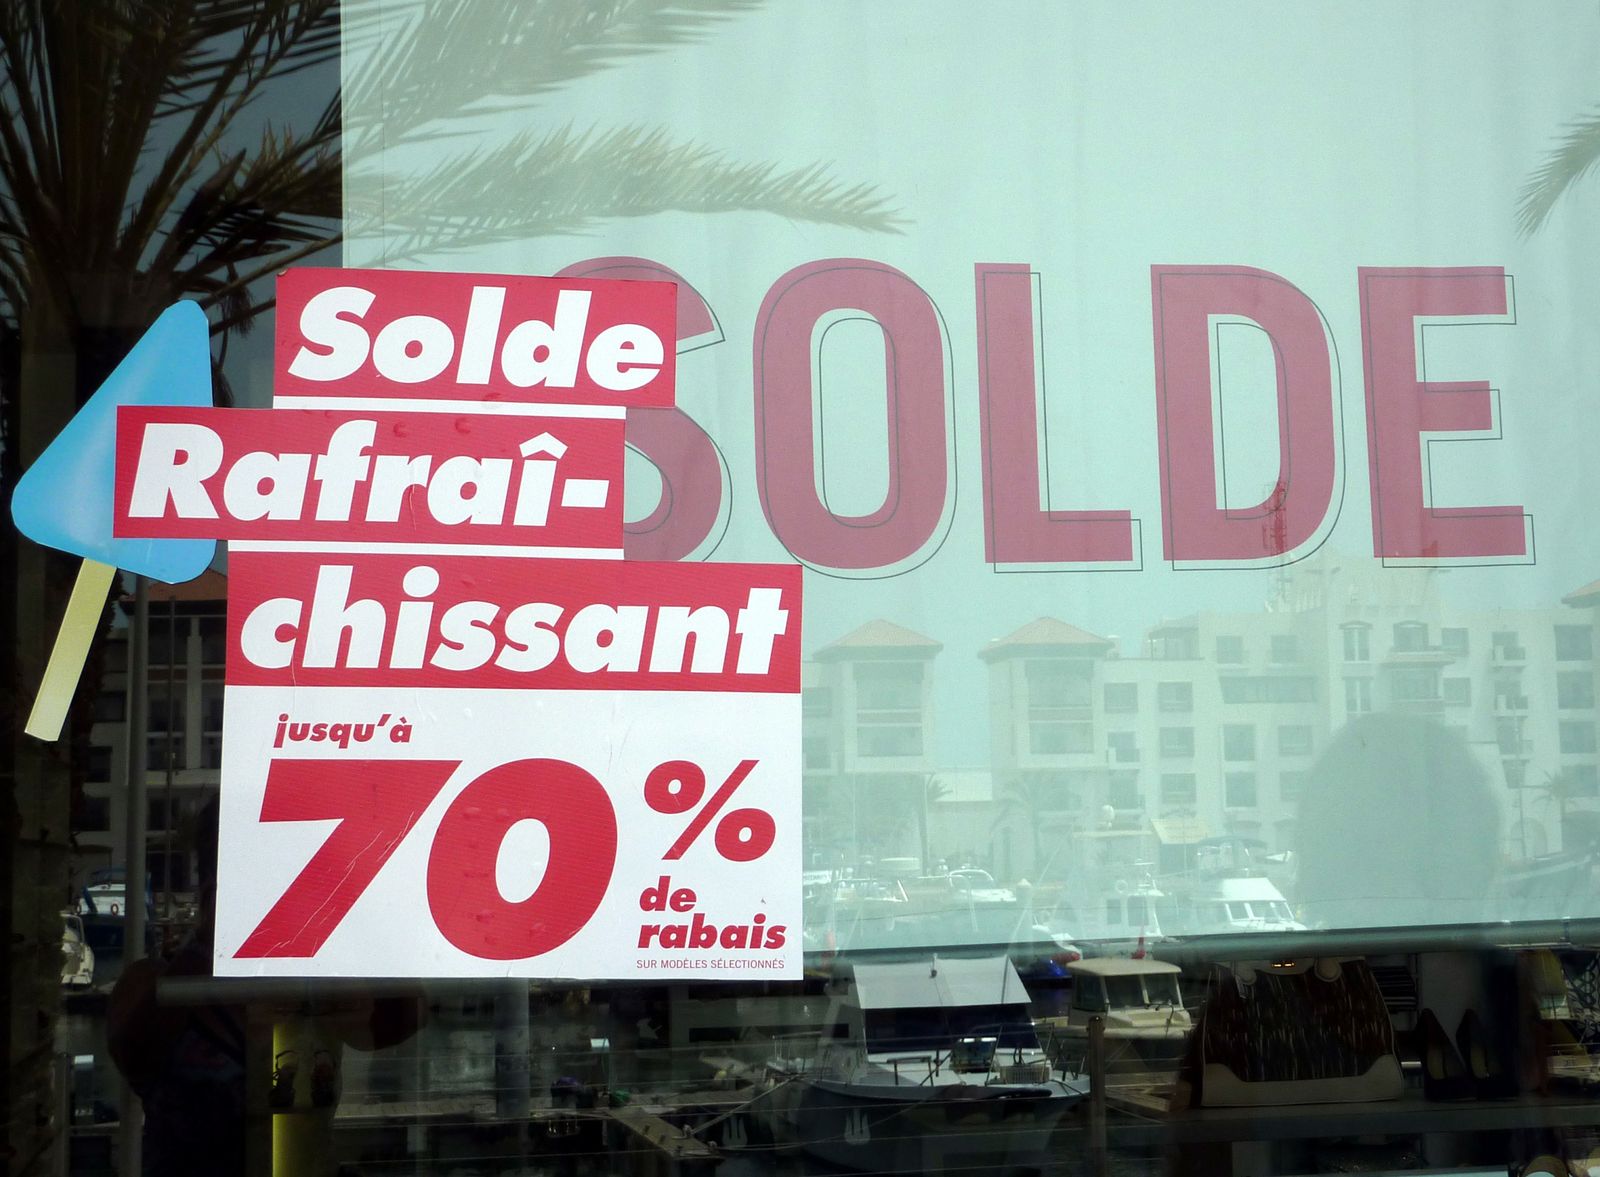 Solde
Rafraî-
chissant
jusqu'à
70%
de
rabais
SUR MODÈLES SÉLECTIONNÉS
SOLDE